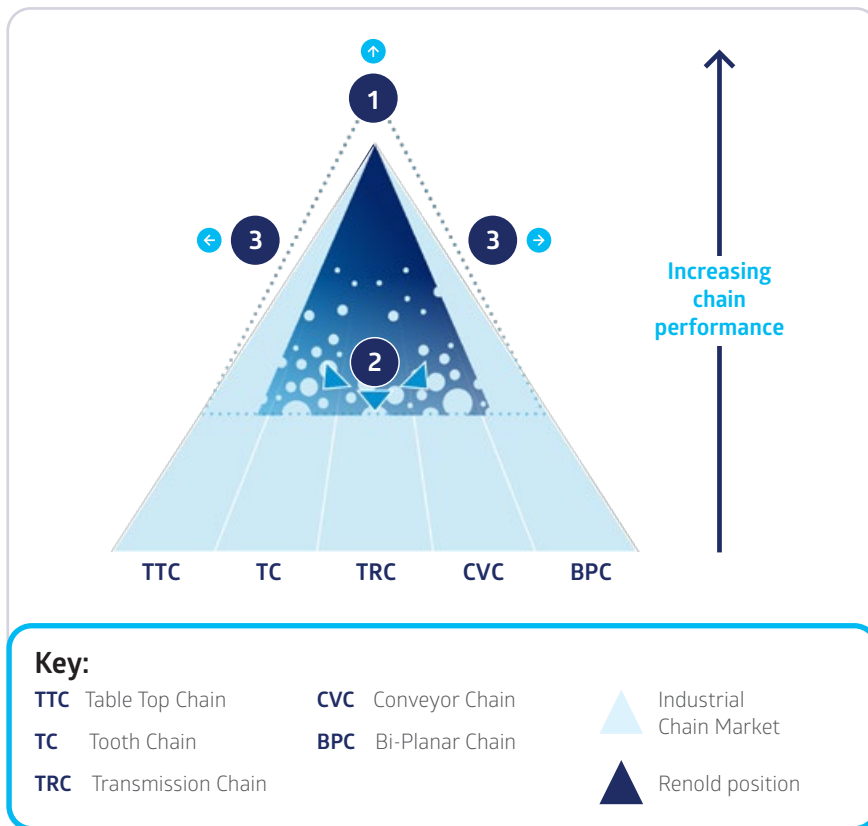 1
3
3
2
Increasing
chain
performance
TTC TC TRC CVC BPC
Key:
TTC Table Top Chain
TC Tooth Chain
TRC Transmission Chain
CVC Conveyor Chain
BPC Bi-Planar Chain
Industrial
Chain Market
Renold position